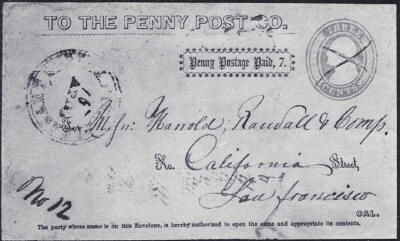 TO THE PENNY POST CO.
THREE
CENTS
Penny Postage Paid, 7.
Harrold, Randall & Comp.
No. California Street,
San Francisco
CAL.
No 12
The party whose name is on this Envelope, is hereby authorized to open the same and appropriate its contents.